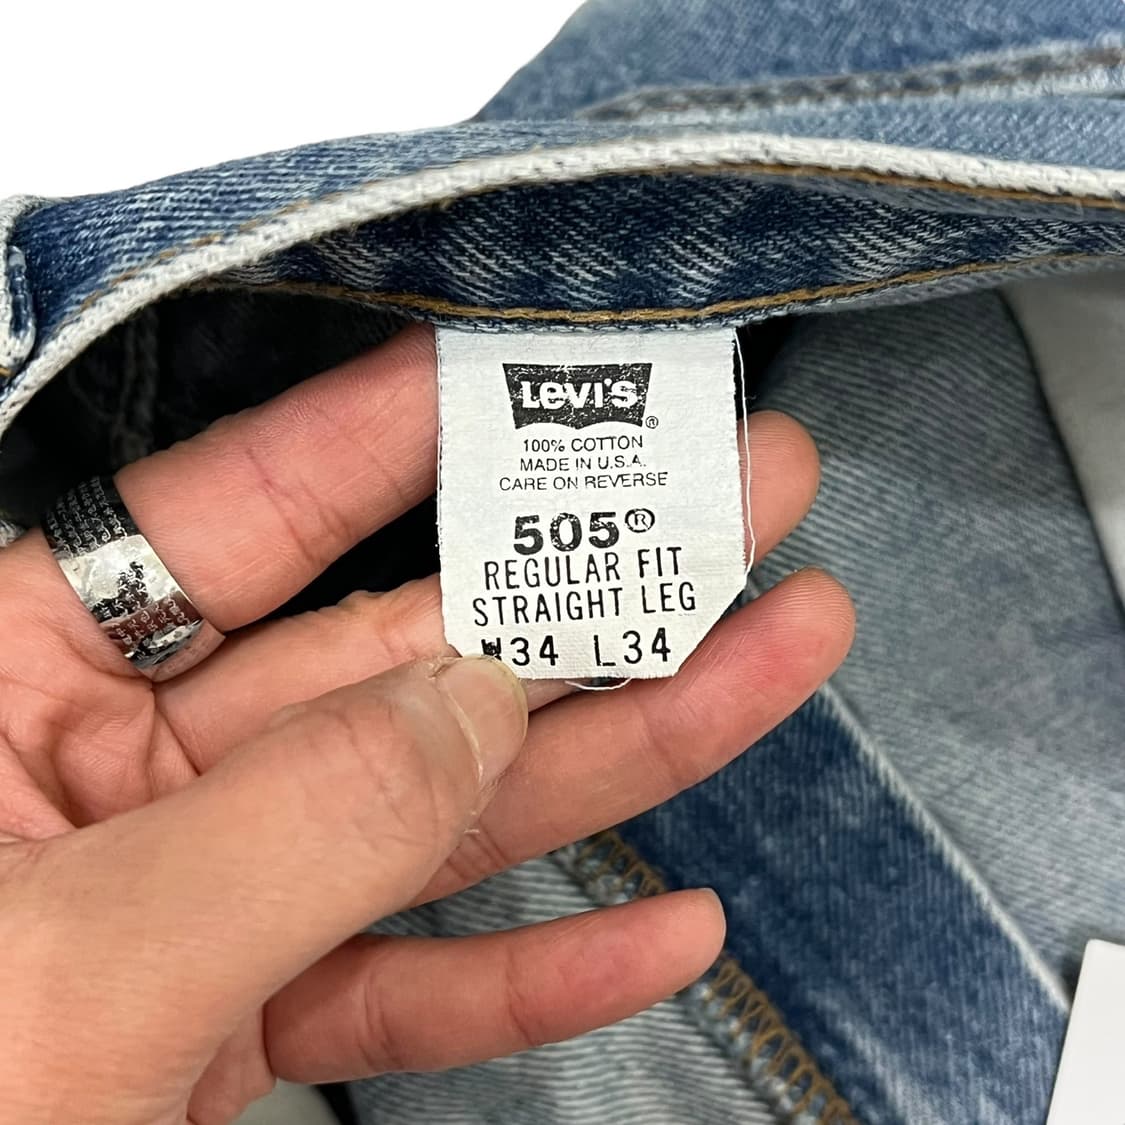 LEVI'S ®
100% COTTON
MADE IN U.S.A.
CARE ON REVERSE
505®
REGULAR FIT
STRAIGHT LEG
W34 L34